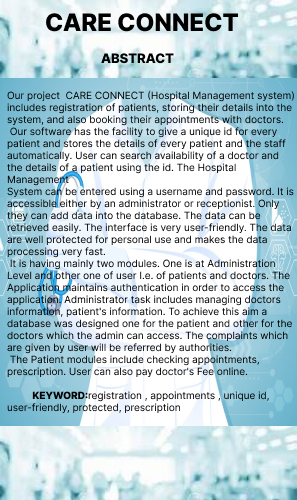 CARE CONNECT
ABSTRACT
Our project  CARE CONNECT (Hospital Management system)
includes registration of patients, storing their details into the
system, and also booking their appointments with doctors.
Our software has the facility to give a unique id for every
patient and stores the details of every patient and the staff
automatically. User can search availability of a doctor and
the details of a patient using the id. The Hospital
Management
System can be entered using a username and password. It is
accessible either by an administrator or receptionist. Only
they can add data into the database. The data can be
retrieved easily. The interface is very user-friendly. The data
are well protected for personal use and makes the data
processing very fast.
It is having mainly two modules. One is at Administration
Level and other one of user I.e. of patients and doctors. The
Application maintains authentication in order to access the
application. Administrator task includes managing doctors
information, patient's information. To achieve this aim a
database was designed one for the patient and other for the
doctors which the admin can access. The complaints which
are given by user will be referred by authorities.
The Patient modules include checking appointments,
prescription. User can also pay doctor's Fee online.
KEYWORD:registration , appointments , unique id,
user-friendly, protected, prescription